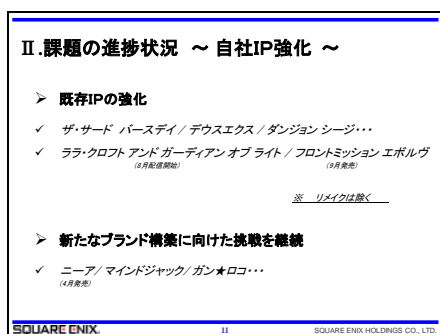 Ⅱ.課題の進捗状況 ～ 自社IP強化 ～
➢ 既存IPの強化
✓ ザ・サード バースデイ / デウスエクス / ダンジョン シージ・・・
✓ ララ・クロフト アンド ガーディアン オブ ライト / フロントミッション エボルヴ
(8月配信開始) (9月発売)
※ リメイクは除く
➢ 新たなブランド構築に向けた挑戦を継続
✓ ニーア / マインドジャック/ ガン★ロコ・・・
(4月発売)
SQUARE ENIX. 11 SQUARE ENIX HOLDINGS CO., LTD.